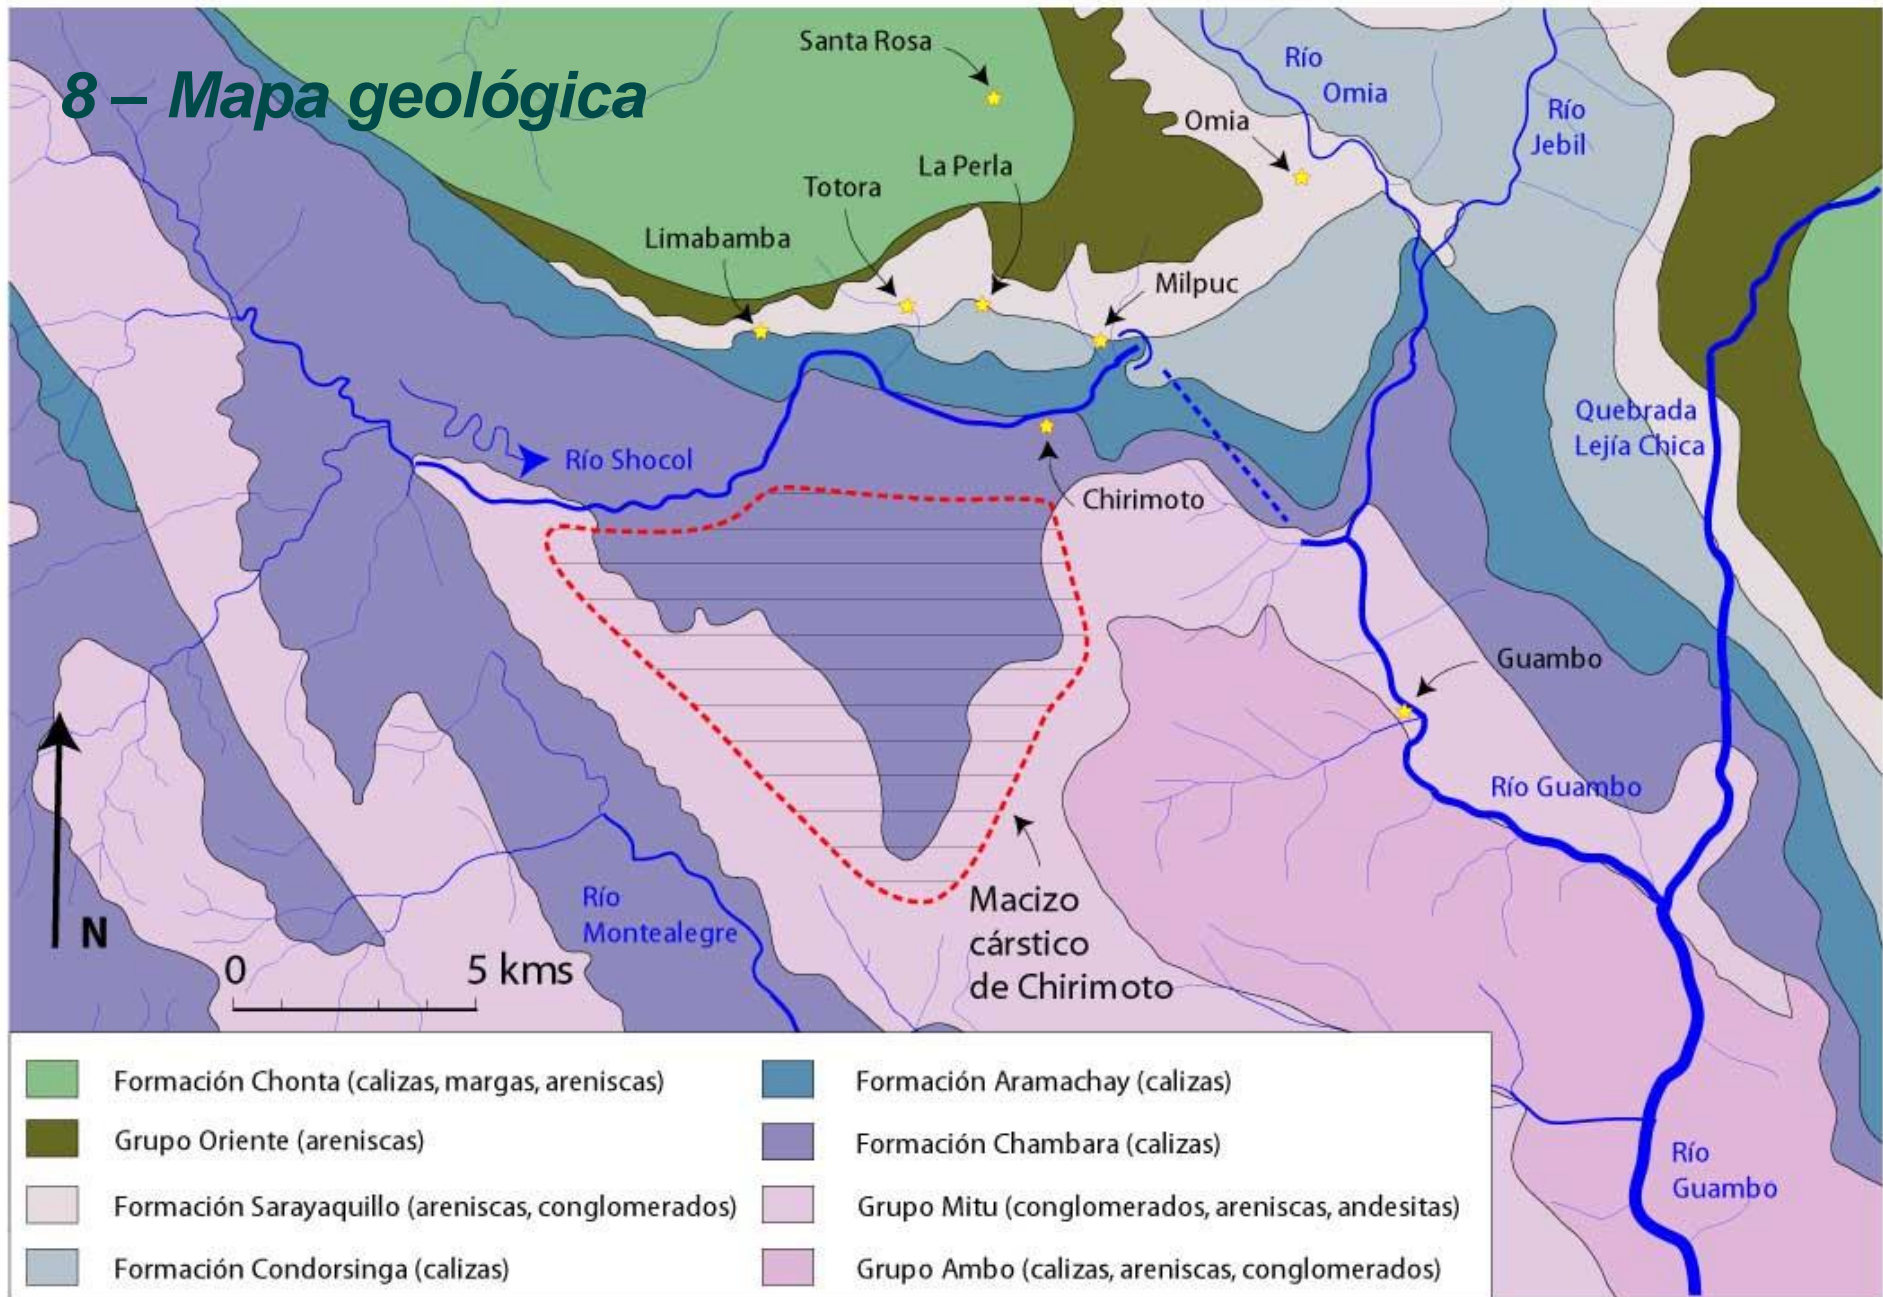 8 – Mapa geológica
Santa Rosa
Río
Omia
Río
Jebil
Omia
La Perla
Totora
Limabamba
Milpuc
Quebrada
Lejía Chica
Río Shocol
Chirimoto
Guambo
Río Guambo
Macizo
cárstico
de Chirimoto
Río
Montealegre
N
0
5 kms
Formación Chonta (calizas, margas, areniscas)
Grupo Oriente (areniscas)
Formación Sarayaquillo (areniscas, conglomerados)
Formación Condorsinga (calizas)
Formación Aramachay (calizas)
Formación Chambara (calizas)
Grupo Mitu (conglomerados, areniscas, andesitas)
Grupo Ambo (calizas, areniscas, conglomerados)
Río
Guambo